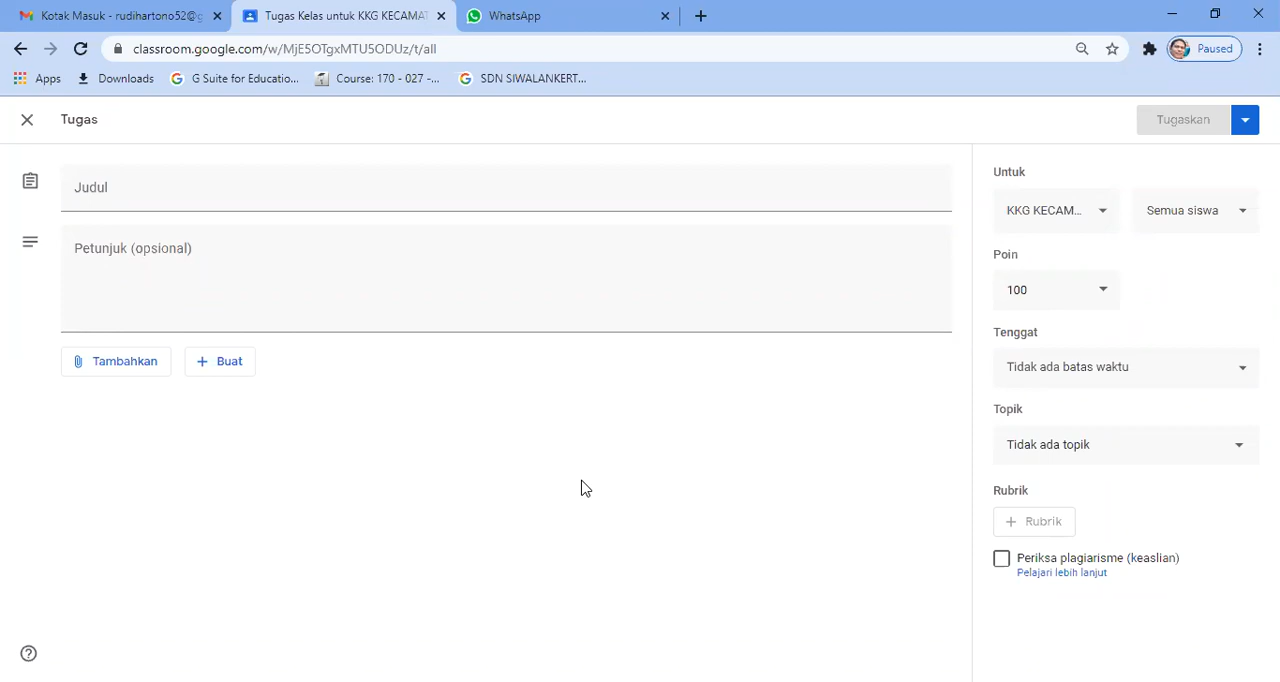 Kotak Masuk - rudihartono52@g
Tugas Kelas untuk KKG KECAMAT
WhatsApp
classroom.google.com/w/MjE5OTgxMTU5ODUz/t/all
Paused
Apps
Downloads
G Suite for Educatio...
Course: 170 - 027 -...
SDN SIWALANKERT...
Tugas
Tugaskan
Judul
Petunjuk (opsional)
Tambahkan
Buat
Untuk
KKG KECAM...
Semua siswa
Poin
100
Tenggat
Tidak ada batas waktu
Topik
Tidak ada topik
Rubrik
Rubrik
Periksa plagiarisme (keaslian)
Pelajari lebih lanjut